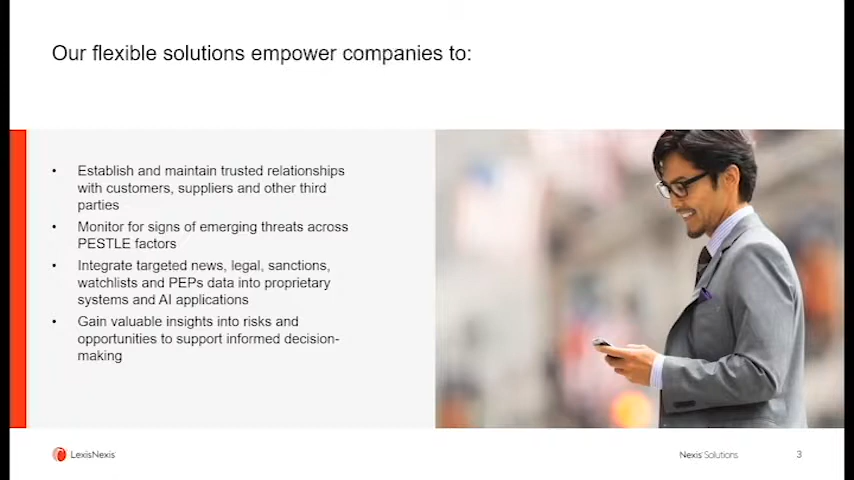 Our flexible solutions empower companies to:
• Establish and maintain trusted relationships
with customers, suppliers and other third
parties
• Monitor for signs of emerging threats across
PESTLE factors
• Integrate targeted news, legal, sanctions,
watchlists and PEPs data into proprietary
systems and AI applications
• Gain valuable insights into risks and
opportunities to support informed decision-
making
LexisNexis
Nexis Solutions
3